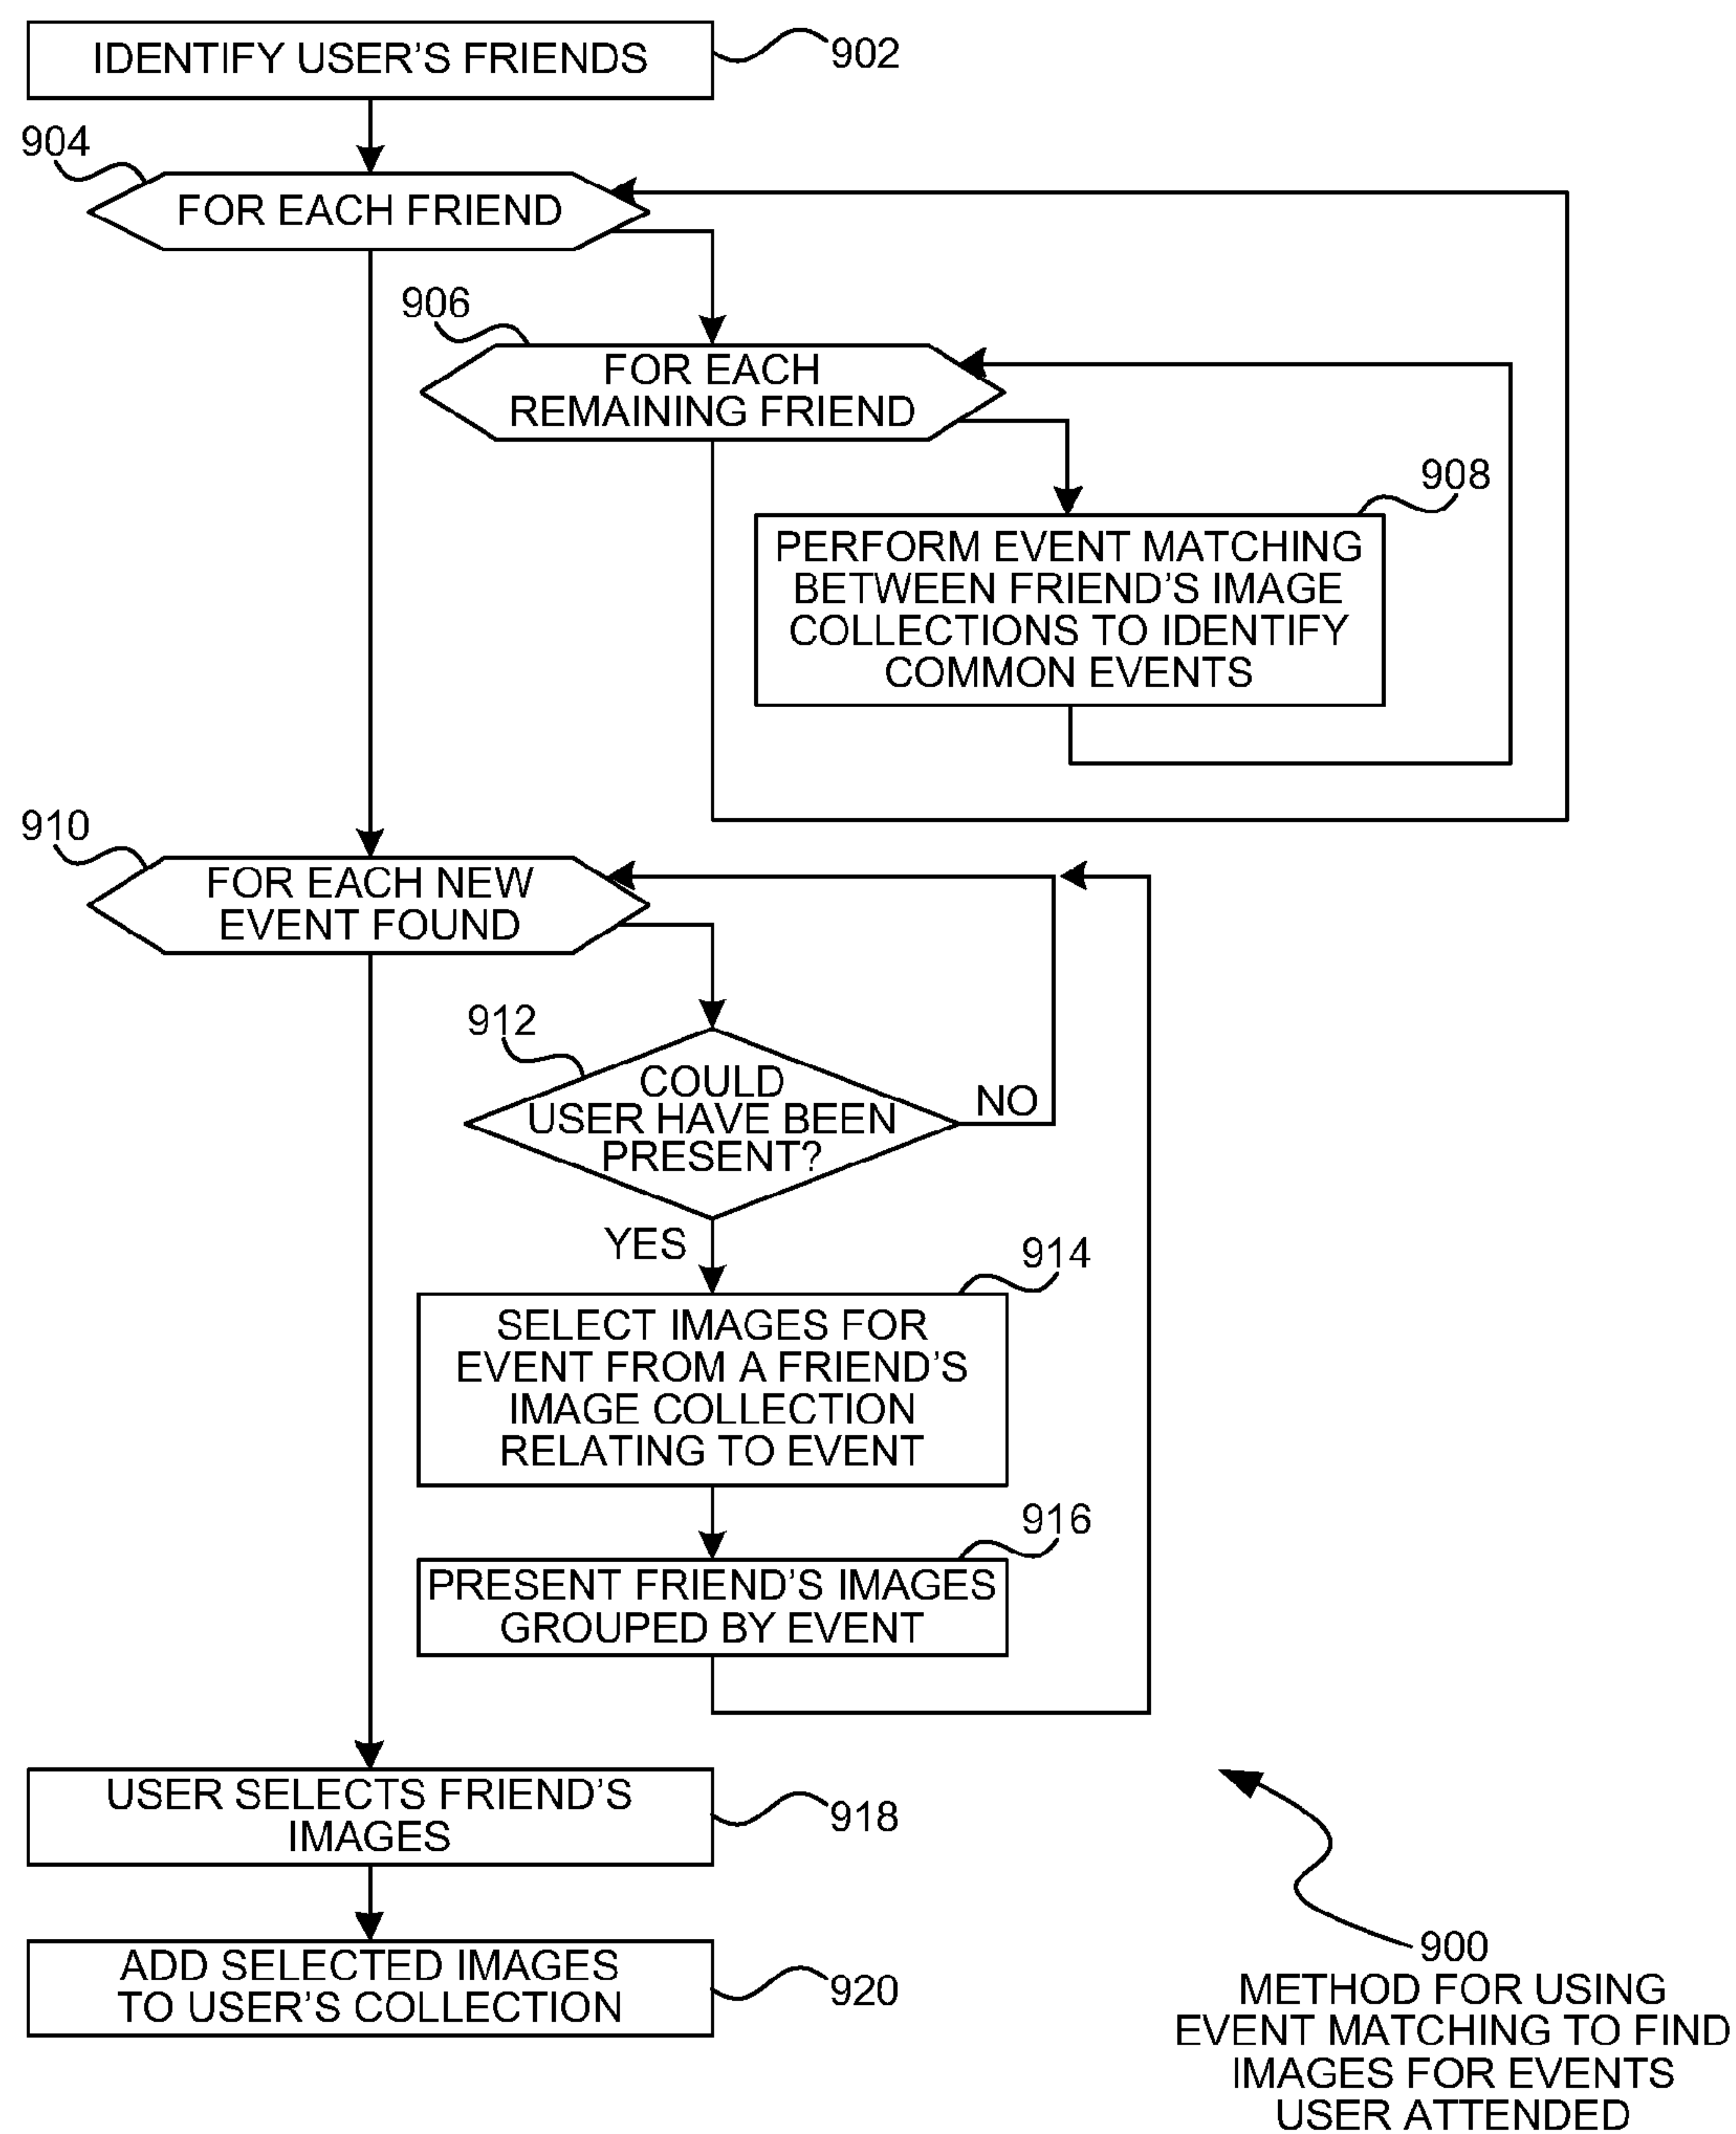 IDENTIFY USER'S FRIENDS
902
904
FOR EACH FRIEND
906
FOR EACH
REMAINING FRIEND
908
PERFORM EVENT MATCHING
BETWEEN FRIEND'S IMAGE
COLLECTIONS TO IDENTIFY
COMMON EVENTS
910
FOR EACH NEW
EVENT FOUND
912
COULD
USER HAVE BEEN
PRESENT?
NO
YES
914
SELECT IMAGES FOR
EVENT FROM A FRIEND'S
IMAGE COLLECTION
RELATING TO EVENT
916
PRESENT FRIEND'S IMAGES
GROUPED BY EVENT
USER SELECTS FRIEND'S
IMAGES
918
ADD SELECTED IMAGES
TO USER'S COLLECTION
920
900
METHOD FOR USING
EVENT MATCHING TO FIND
IMAGES FOR EVENTS
USER ATTENDED